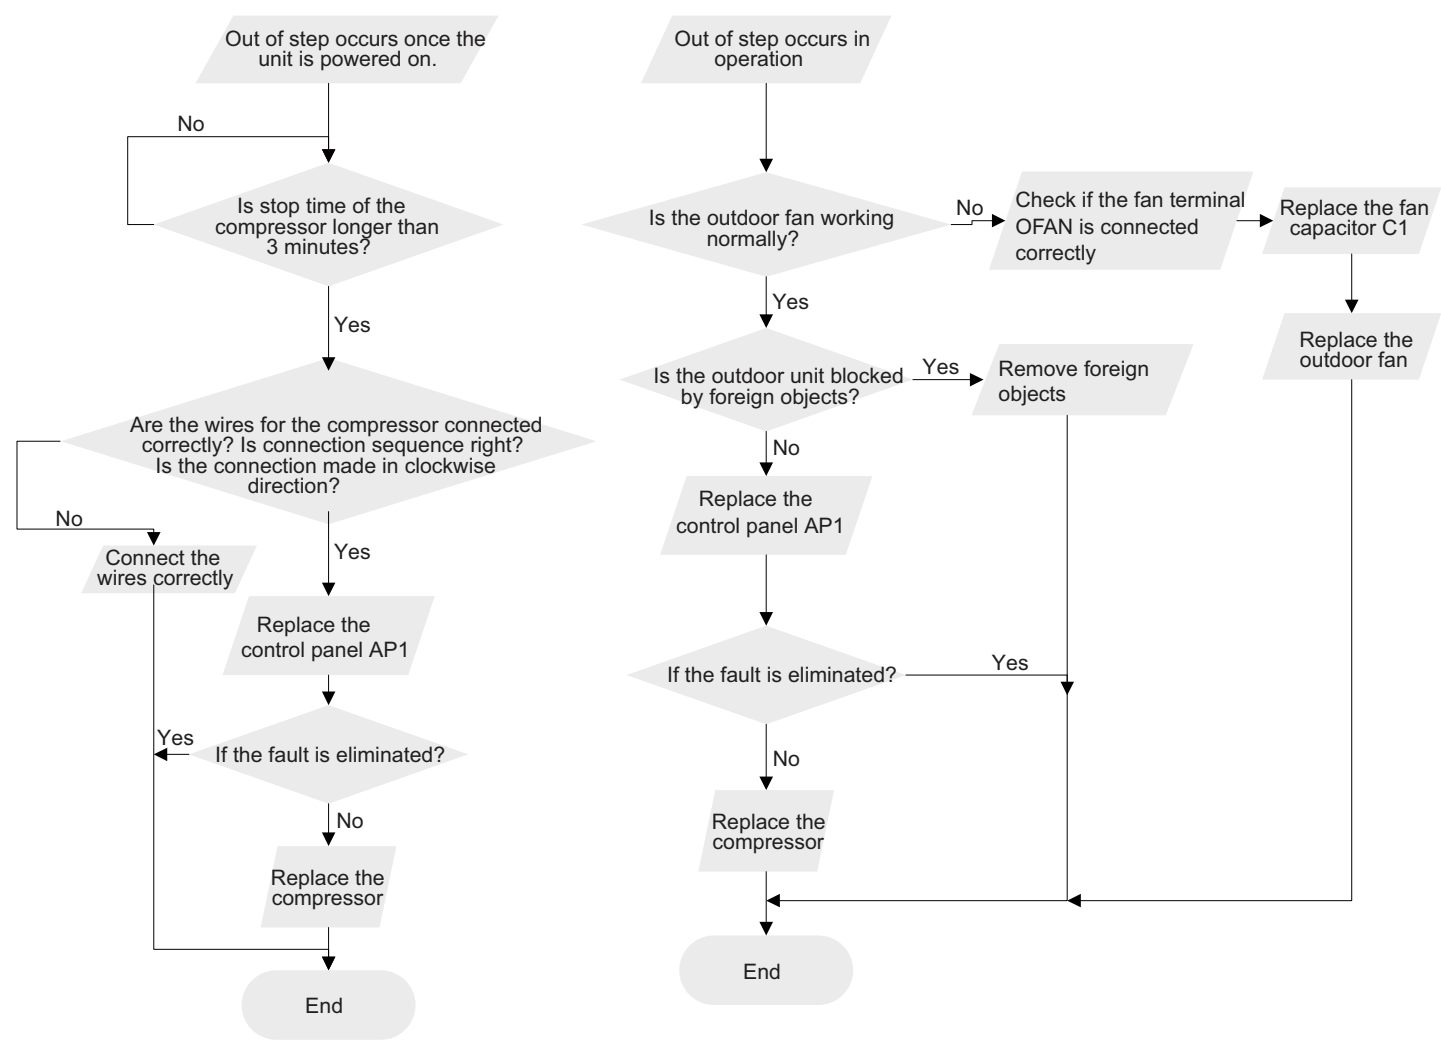 Out of step occurs once the
unit is powered on.
No
Is stop time of the
compressor longer than
3 minutes?
Yes
Are the wires for the compressor connected
correctly? Is connection sequence right?
Is the connection made in clockwise
direction?
No
Connect the
wires correctly
Yes
Replace the
control panel AP1
Yes
If the fault is eliminated?
No
Replace the
compressor
End
Out of step occurs in
operation
Is the outdoor fan working
normally?
No
Check if the fan terminal
OFAN is connected
correctly
Replace the fan
capacitor C1
Replace the
outdoor fan
Yes
Is the outdoor unit blocked
by foreign objects?
Yes
Remove foreign
objects
No
Replace the
control panel AP1
If the fault is eliminated?
Yes
No
Replace the
compressor
End